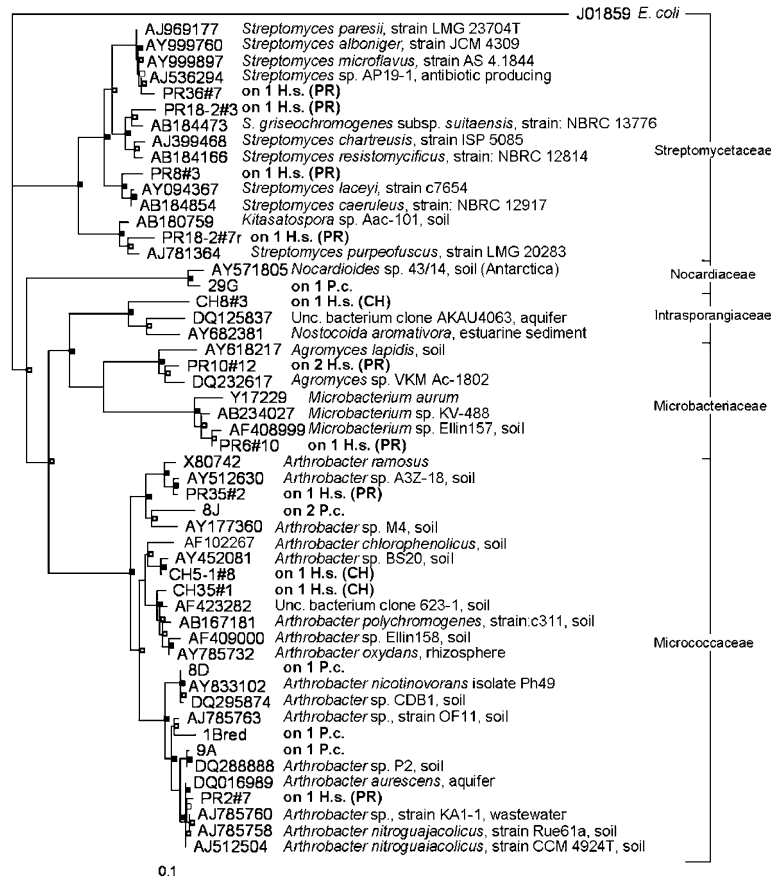 J01859 E. coli
AJ969177 Streptomyces paresii, strain LMG 23704T
AY999760 Streptomyces alboniger, strain JCM 4309
AY999897 Streptomyces microflavus, strain AS 4.1844
AJ536294 Streptomyces sp. AP19-1, antibiotic producing
PR36#7 on 1 H.s. (PR)
PR18-2#3 on 1 H.s. (PR)
AB184473 S. griseochromogenes subsp. suitaensis, strain: NBRC 13776
AJ399468 Streptomyces chartreusis, strain ISP 5085
AB184166 Streptomyces resistomycificus, strain: NBRC 12814
Streptomycetaceae
PR8#3 on 1 H.s. (PR)
AY094367 Streptomyces laceyi, strain c7654
AB184854 Streptomyces caeruleus, strain: NBRC 12917
AB180759 Kitasatospora sp. Aac-101, soil
PR18-2#7r on 1 H.s. (PR)
AJ781364 Streptomyces purpeofuscus, strain LMG 20283
AY571805 Nocardioides sp. 43/14, soil (Antarctica)
Nocardiaceae
29G on 1 P.c.
CH8#3 on 1 H.s. (CH)
Intrasporangiaceae
DQ125837 Unc. bacterium clone AKAU4063, aquifer
AY682381 Nostocoida aromativora, estuarine sediment
AY618217 Agromyces lapidis, soil
PR10#12 on 2 H.s. (PR)
DQ232617 Agromyces sp. VKM Ac-1802
Y17229 Microbacterium aurum
Microbacteriaceae
AB234027 Microbacterium sp. KV-488
AF408999 Microbacterium sp. Ellin157, soil
PR6#10 on 1 H.s. (PR)
X80742 Arthrobacter ramosus
AY512630 Arthrobacter sp. A3Z-18, soil
PR35#2 on 1 H.s. (PR)
8J on 2 P.c.
AY177360 Arthrobacter sp. M4, soil
AF102267 Arthrobacter chlorophenolicus, soil
AY452081 Arthrobacter sp. BS20, soil
CH5-1#8 on 1 H.s. (CH)
CH35#1 on 1 H.s. (CH)
AF423282 Unc. bacterium clone 623-1, soil
AB167181 Arthrobacter polychromogenes, strain:c311, soil
AF409000 Arthrobacter sp. Ellin158, soil
Micrococcaceae
AY785732 Arthrobacter oxydans, rhizosphere
8D on 1 P.c.
AY833102 Arthrobacter nicotinovorans isolate Ph49
DQ295874 Arthrobacter sp. CDB1, soil
AJ785763 Arthrobacter sp., strain OF11, soil
1Bred on 1 P.c.
9A on 1 P.c.
DQ288888 Arthrobacter sp. P2, soil
DQ016989 Arthrobacter aurescens, aquifer
PR2#7 on 1 H.s. (PR)
AJ785760 Arthrobacter sp., strain KA1-1, wastewater
AJ785758 Arthrobacter nitroguajacolicus, strain Rue61a, soil
AJ512504 Arthrobacter nitroguaiacolicus, strain CCM 4924T, soil
0.1